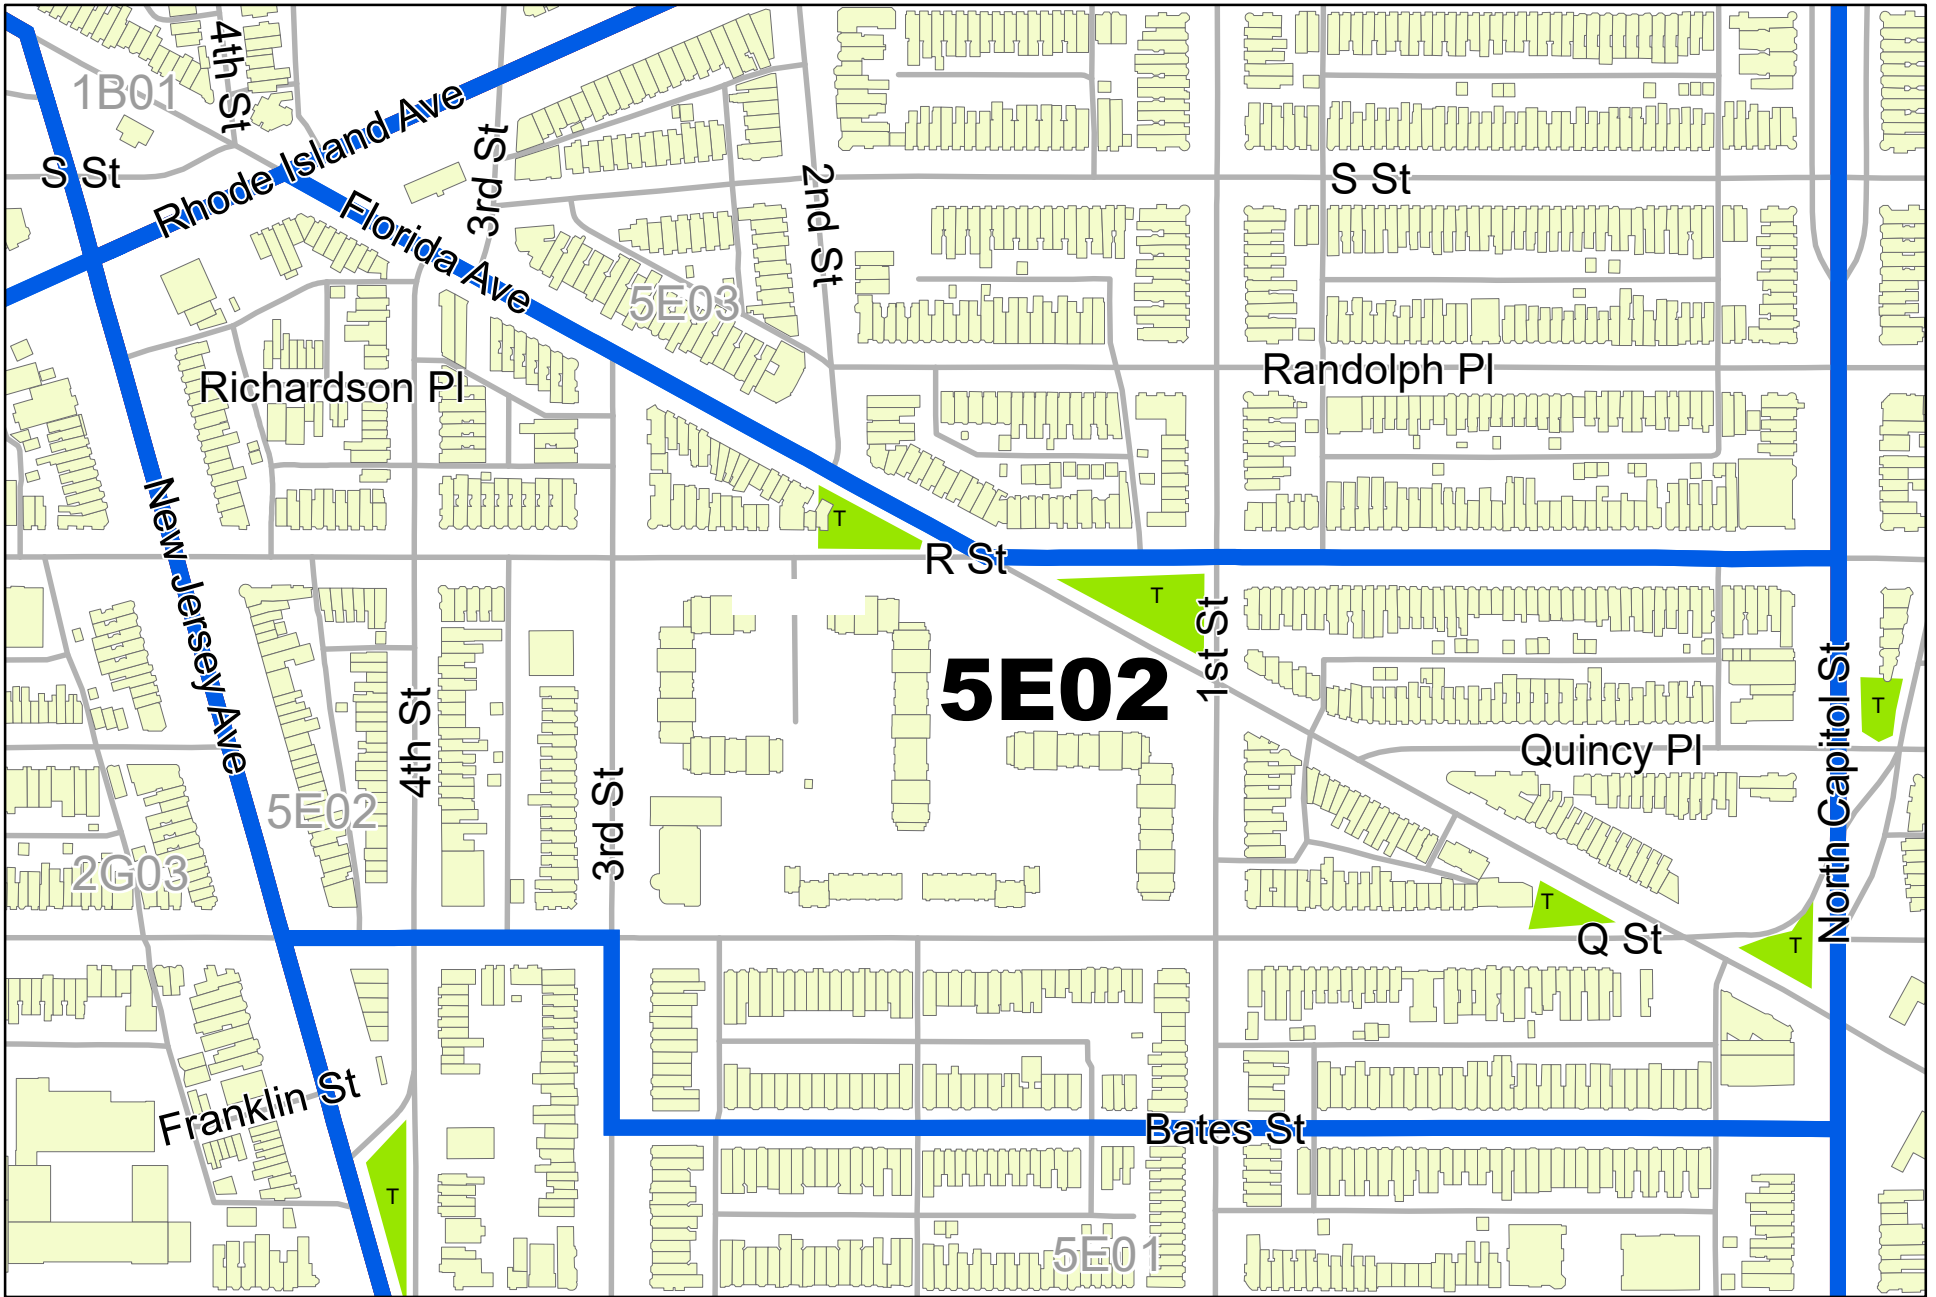 4th St
1B01
Rhode Island Ave
3rd St
S St
2nd St
S St
Florida Ave
5E03
Richardson Pl
Randolph Pl
New Jersey Ave
T
R St
T
1st St
5E02
T
4th St
North Capitol St
Quincy Pl
3rd St
5E02
2G03
T
Q St
T
Franklin St
Bates St
T
5E01